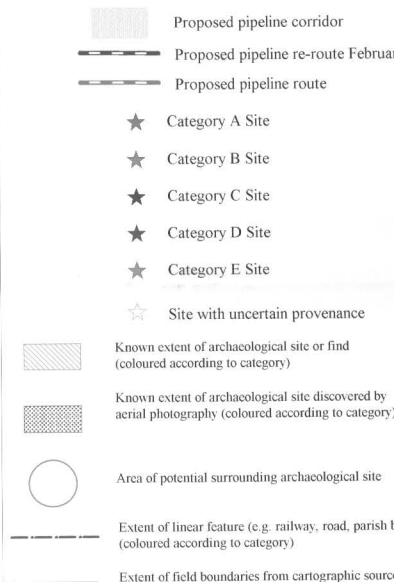 Proposed pipeline corridor
Proposed pipeline re-route
Proposed pipeline route
Category A Site
Category B Site
Category C Site
Category D Site
Category E Site
Site with uncertain provenance
Known extent of archaeological site or find
(coloured according to category)
Known extent of archaeological site discovered by
aerial photography (coloured according to category)
Area of potential surrounding archaeological site
Extent of linear feature (e.g. railway, road, parish
(coloured according to category)
Extent of field boundaries from cartographic